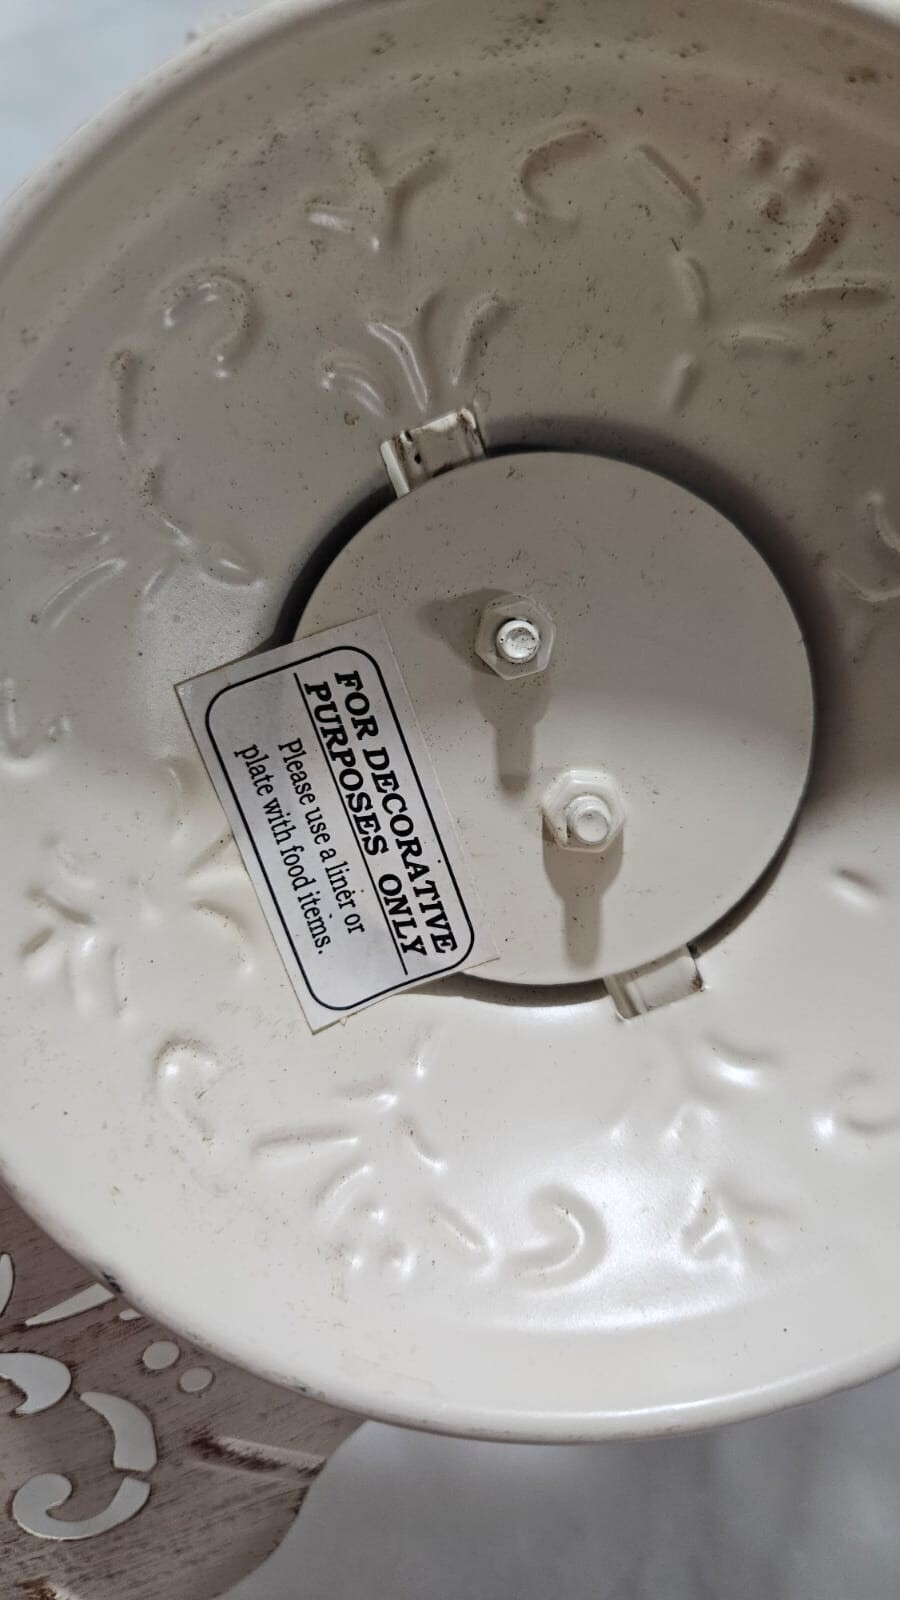 FOR DECORATIVE
PURPOSES ONLY
Please use a liner or
plate with food items.